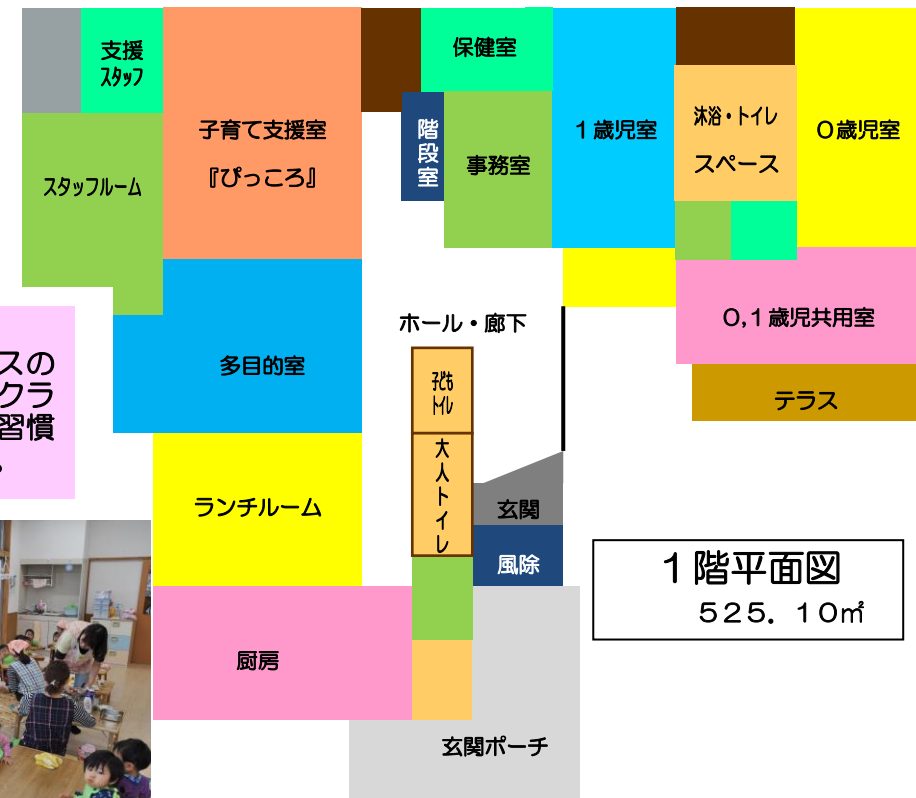 支援
スタッフ
保健室
子育て支援室
『ぴっころ』
階段室
事務室
1歳児室
沐浴・トイレ
スペース
0歳児室
スタッフルーム
ホール・廊下
0,1歳児共用室
多目的室
子ども
トイレ
テラス
スの
クラ
習慣
。
大人トイレ
ランチルーム
玄関
風除
1階平面図
525.10㎡
厨房
玄関ポーチ